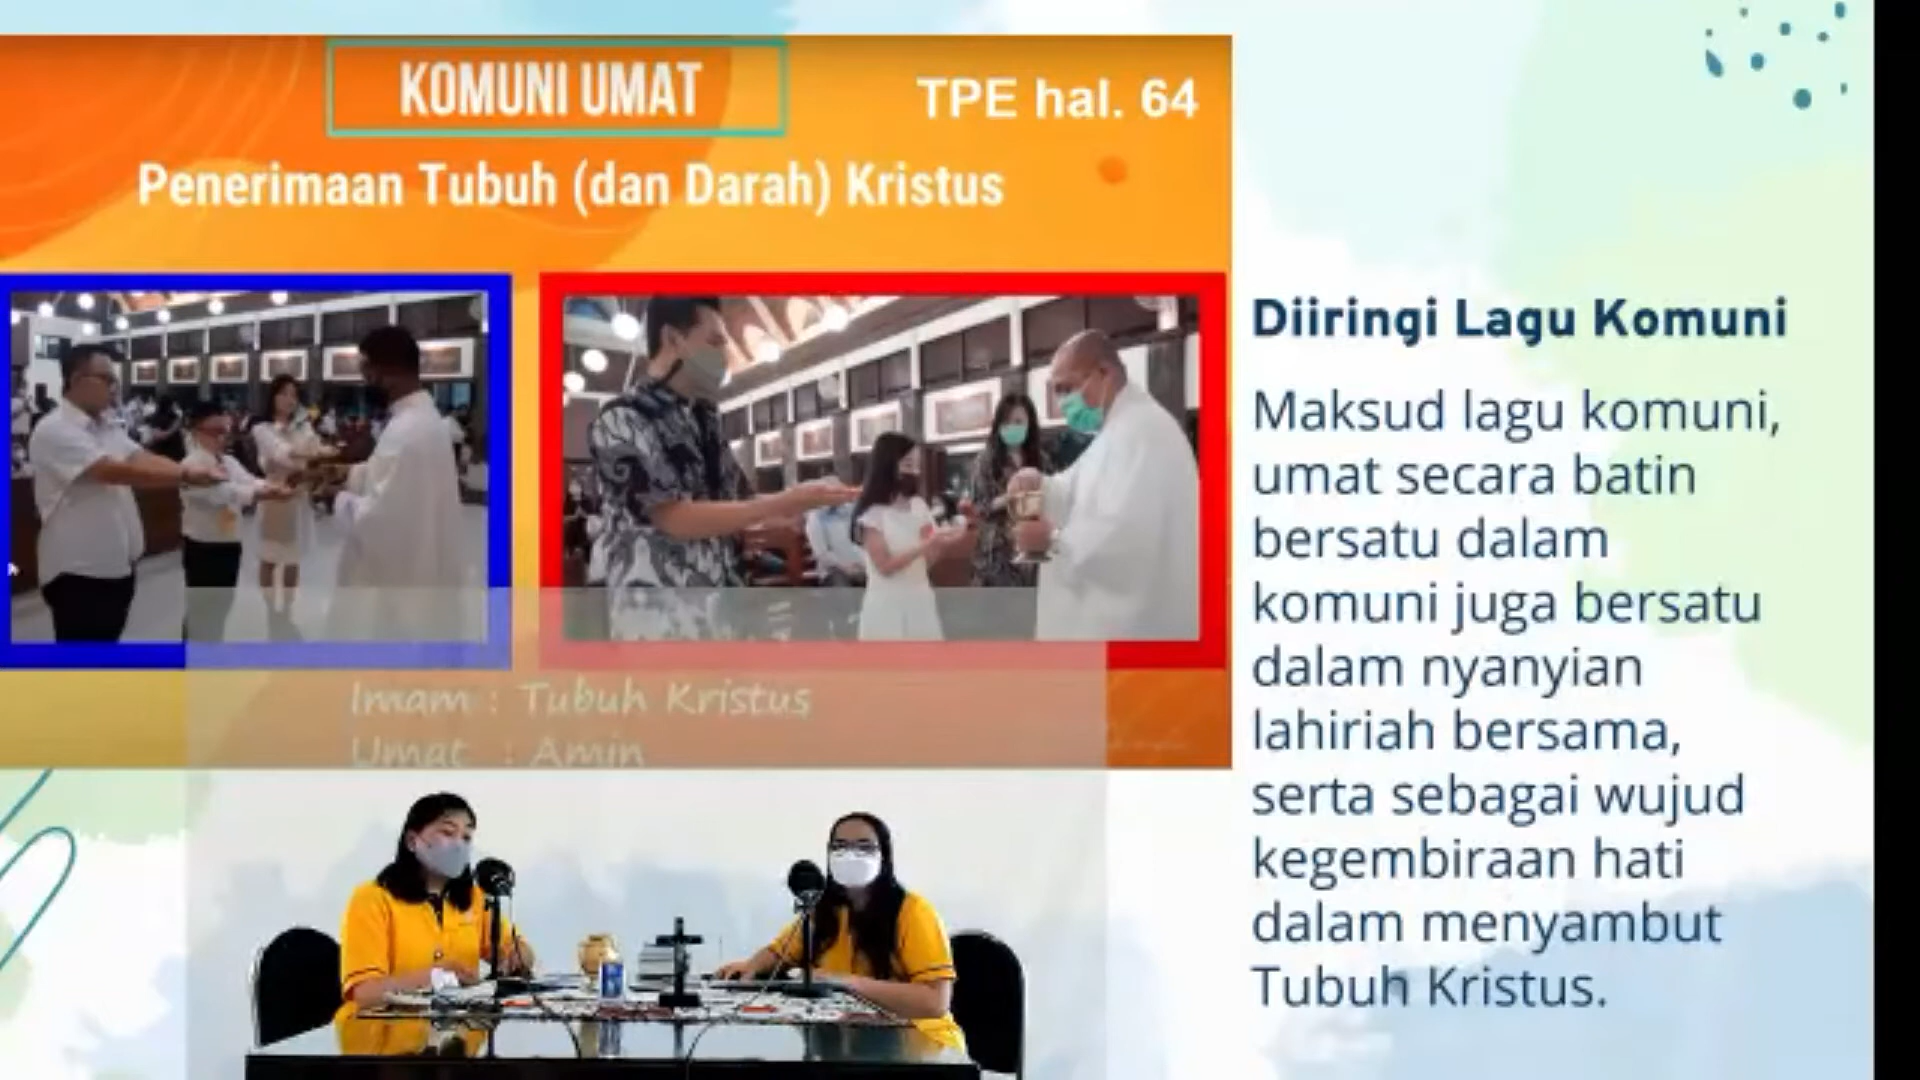 KOMUNI UMAT
TPE hal. 64
Penerimaan Tubuh (dan Darah) Kristus
Imam : Tubuh Kristus
Umat : Amin
Diiringi Lagu Komuni
Maksud lagu komuni,
umat secara batin
bersatu dalam
komuni juga bersatu
dalam nyanyian
lahiriah bersama,
serta sebagai wujud
kegembiraan hati
dalam menyambut
Tubuh Kristus.